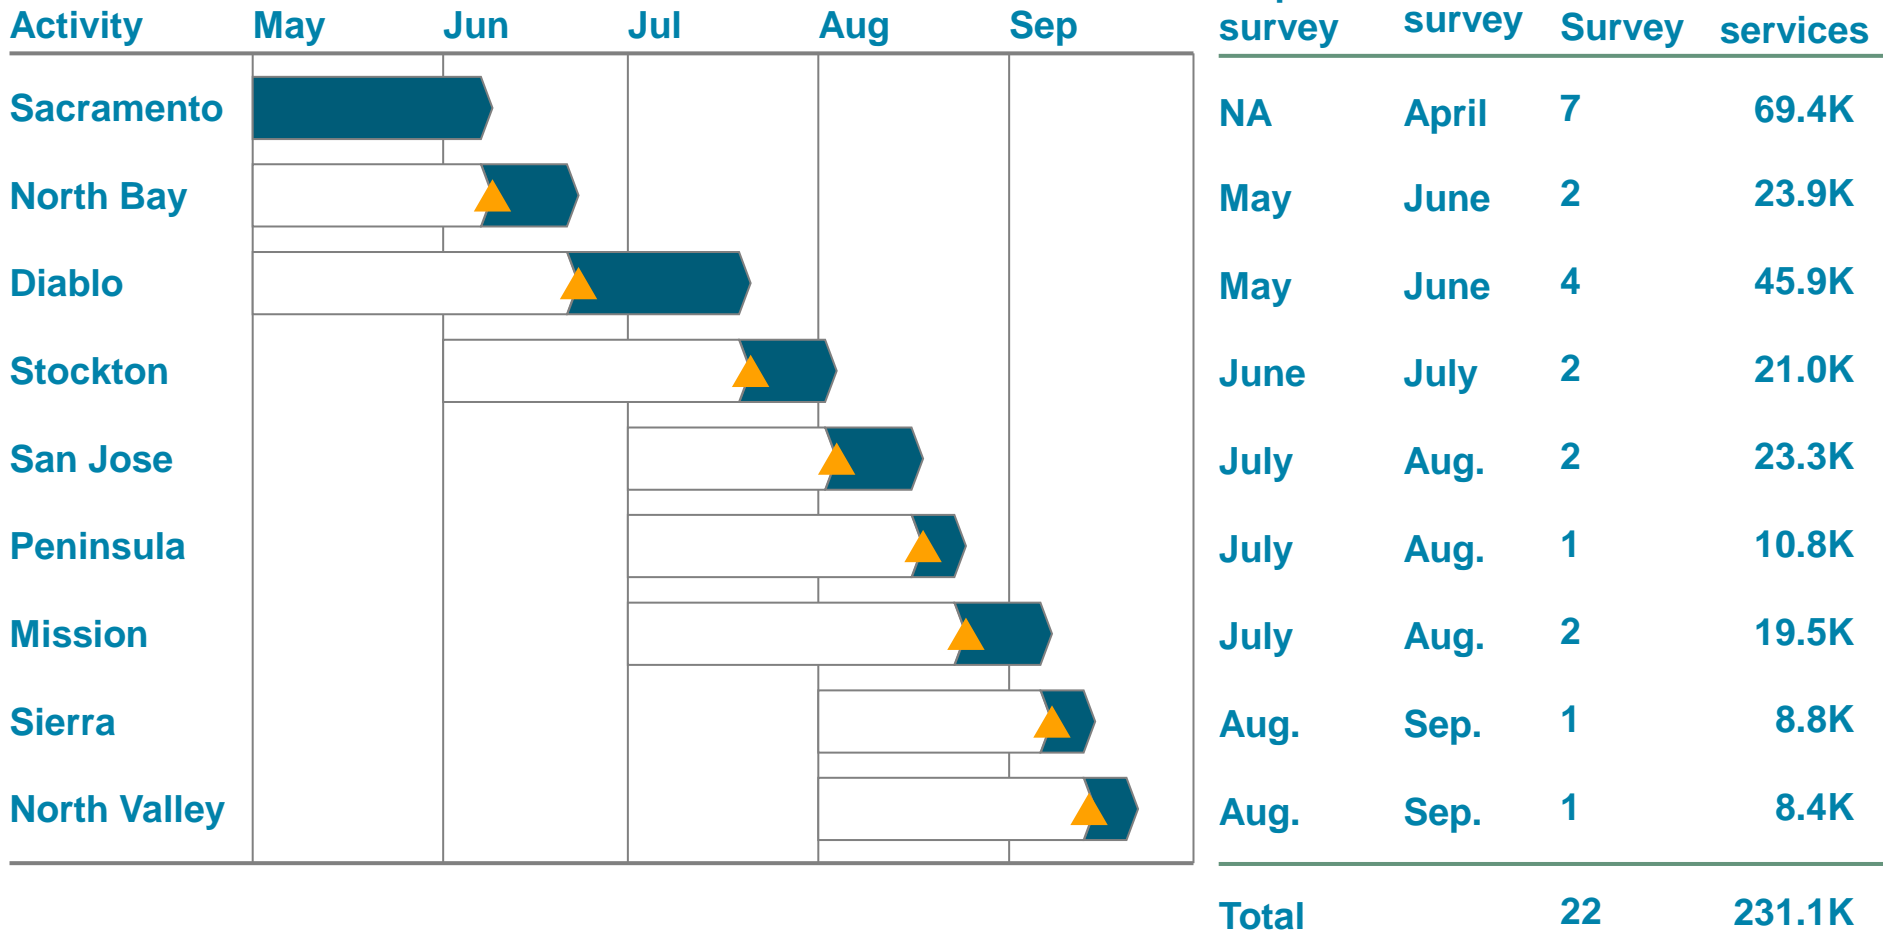 Activity May Jun Jul Aug Sep survey survey Survey services
Sacramento NA April 7 69.4K
North Bay May June 2 23.9K
Diablo May June 4 45.9K
Stockton June July 2 21.0K
San Jose July Aug. 2 23.3K
Peninsula July Aug. 1 10.8K
Mission July Aug. 2 19.5K
Sierra Aug. Sep. 1 8.8K
North Valley Aug. Sep. 1 8.4K
Total 22 231.1K